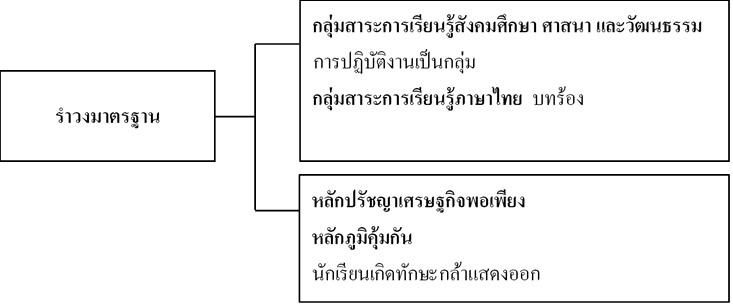 รำวงมาตรฐาน
กลุ่มสาระการเรียนรู้สังคมศึกษา ศาสนา และวัฒนธรรม
การปฏิบัติงานเป็นกลุ่ม
กลุ่มสาระการเรียนรู้ภาษาไทย บทร้อง
หลักปรัชญาเศรษฐกิจพอเพียง
หลักภูมิคุ้มกัน
นักเรียนเกิดทักษะกล้าแสดงออก